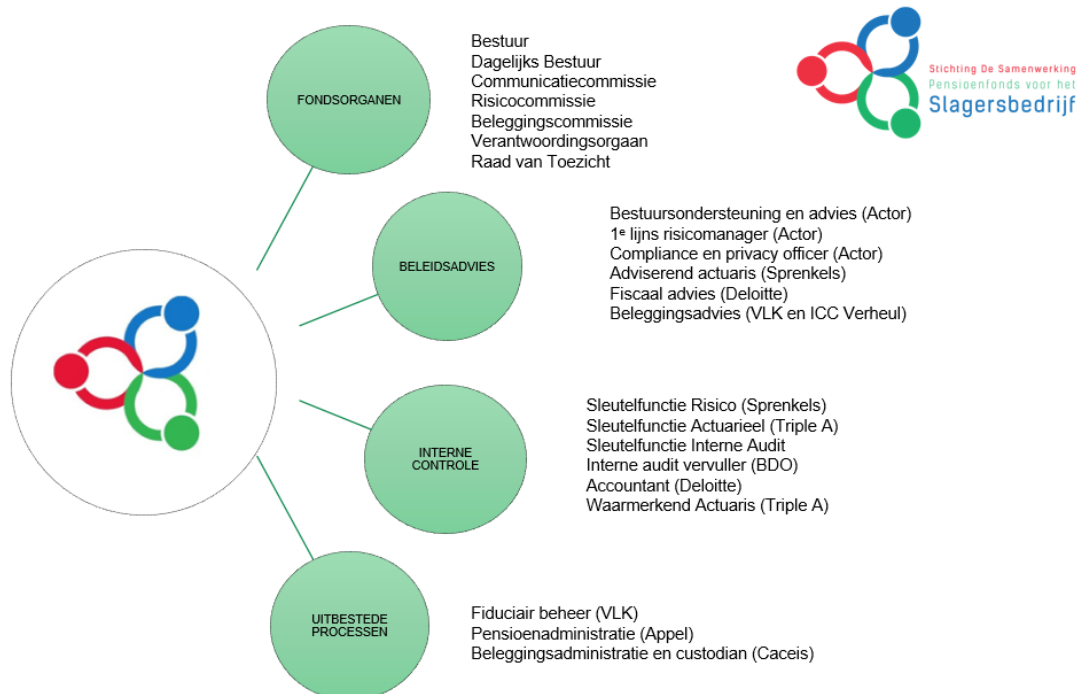 Stichting De Samenwerking
Pensioenfonds voor het
Slagersbedrijf
FONDSORGANEN
Bestuur
Dagelijks Bestuur
Communicatiecommissie
Risicocommissie
Beleggingscommissie
Verantwoordingsorgaan
Raad van Toezicht
BELEIDSADVIES
Bestuursondersteuning en advies (Actor)
1e lijns risicomanager (Actor)
Compliance en privacy officer (Actor)
Adviserend actuaris (Sprenkels)
Fiscaal advies (Deloitte)
Beleggingsadvies (VLK en ICC Verheul)
INTERNE
CONTROLE
Sleutelfunctie Risico (Sprenkels)
Sleutelfunctie Actuarieel (Triple A)
Sleutelfunctie Interne Audit
Interne audit vervuller (BDO)
Accountant (Deloitte)
Waarmerkend Actuaris (Triple A)
UITBESTEDE
PROCESSEN
Fiduciair beheer (VLK)
Pensioenadministratie (Appel)
Beleggingsadministratie en custodian (Caceis)